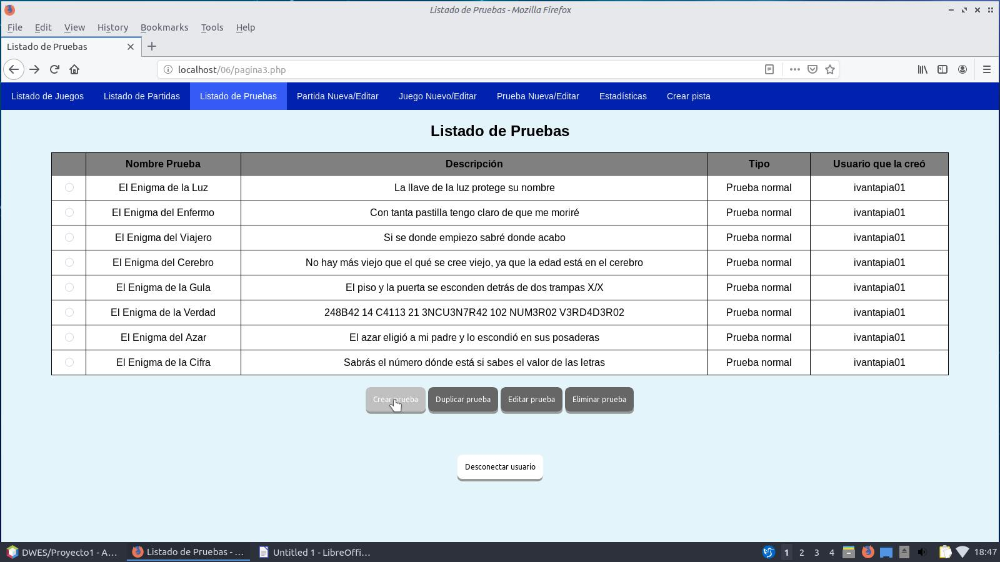 Listado de Pruebas - Mozilla Firefox
File Edit View History Bookmarks Tools Help
Listado de Pruebas
localhost/06/pagina3.php
Listado de Juegos Listado de Partidas Listado de Pruebas Partida Nueva/Editar Juego Nuevo/Editar Prueba Nueva/Editar Estadísticas Crear pista
Listado de Pruebas
Nombre Prueba Descripción Tipo Usuario que la creó
El Enigma de la Luz La llave de la luz protege su nombre Prueba normal ivantapia01
El Enigma del Enfermo Con tanta pastilla tengo claro de que me moriré Prueba normal ivantapia01
El Enigma del Viajero Si se donde empiezo sabré donde acabo Prueba normal ivantapia01
El Enigma del Cerebro No hay más viejo que el qué se cree viejo, ya que la edad está en el cerebro Prueba normal ivantapia01
El Enigma de la Gula El piso y la puerta se esconden detrás de dos trampas X/X Prueba normal ivantapia01
El Enigma de la Verdad 248B42 14 C4113 21 3NCU3N7R42 102 NUM3R02 V3RD4D3R02 Prueba normal ivantapia01
El Enigma del Azar El azar eligió a mi padre y lo escondió en sus posaderas Prueba normal ivantapia01
El Enigma de la Cifra Sabrás el número dónde está si sabes el valor de las letras Prueba normal ivantapia01
Crear prueba Duplicar prueba Editar prueba Eliminar prueba
Desconectar usuario
DWES/Proyecto1 - A... Listado de Pruebas - ... Untitled 1 - LibreOffi... 1 2 3 4 18:47